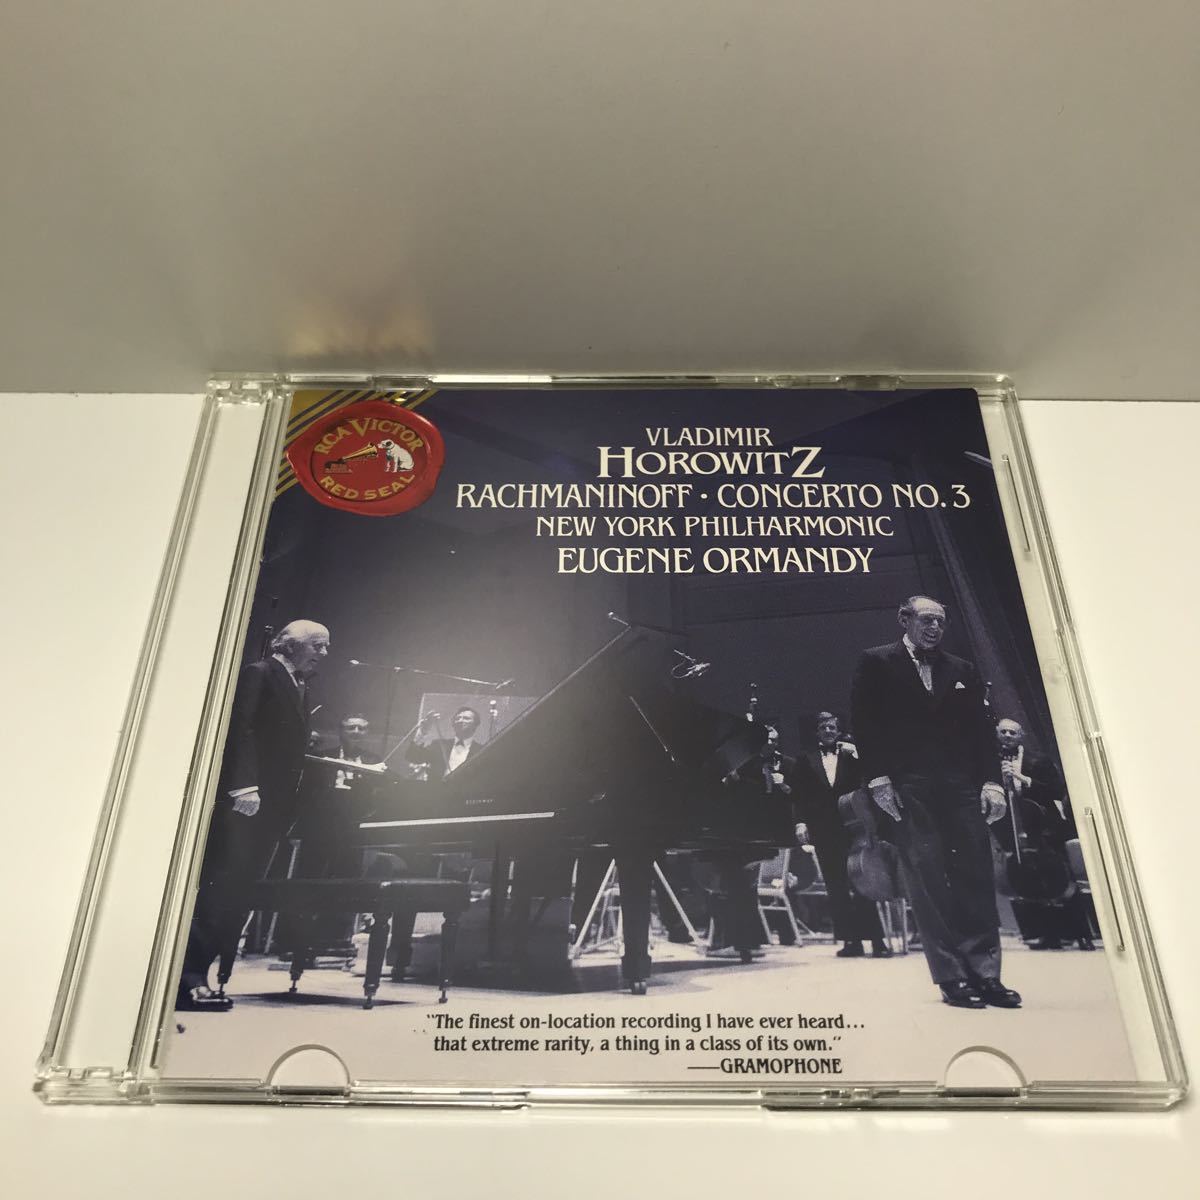 RCA VICTOR
RED SEAL
VLADIMIR
HOROWITZ
RACHMANINOFF · CONCERTO NO. 3
NEW YORK PHILHARMONIC
EUGENE ORMANDY
STEINWAY
"The finest on-location recording I have ever heard...
that extreme rarity, a thing in a class of its own."
—GRAMOPHONE